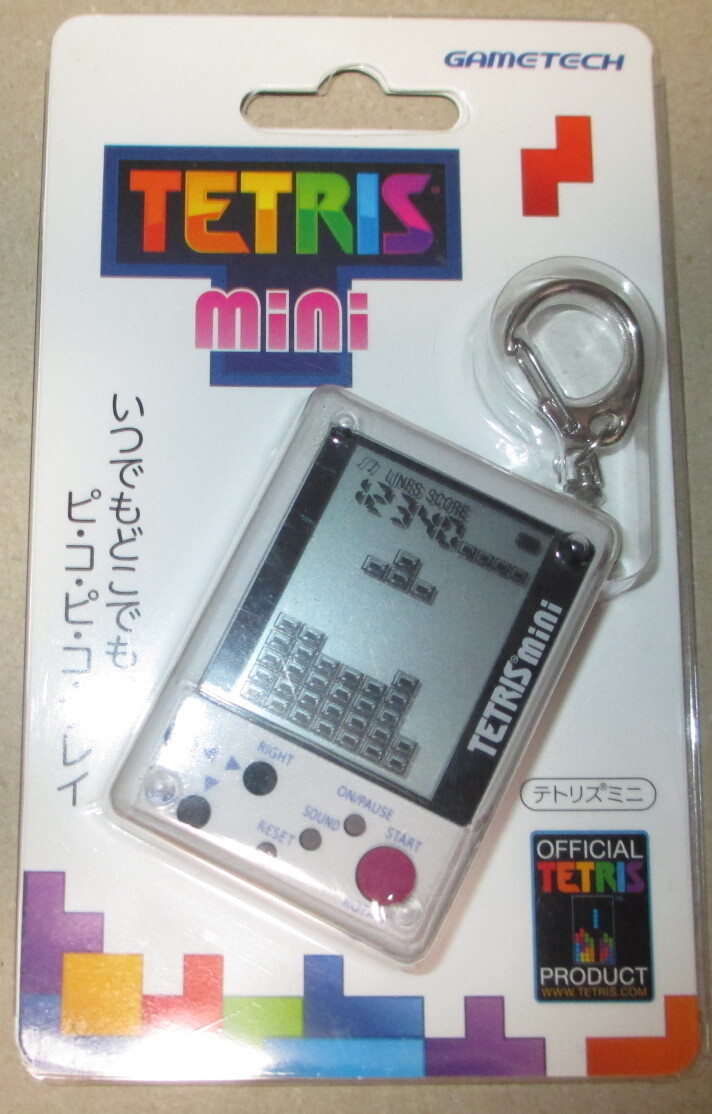 GAMETECH
TETRIS
mini
いつでもどこでも
ピ・コ・ピ・コ
レイ
LINES SCORE
TETRIS® mini
RIGHT
ON/PAUSE
SOUND
START
RESET
テトリス®ミニ
OFFICIAL
TETRIS
PRODUCT
WWW.TETRIS.COM